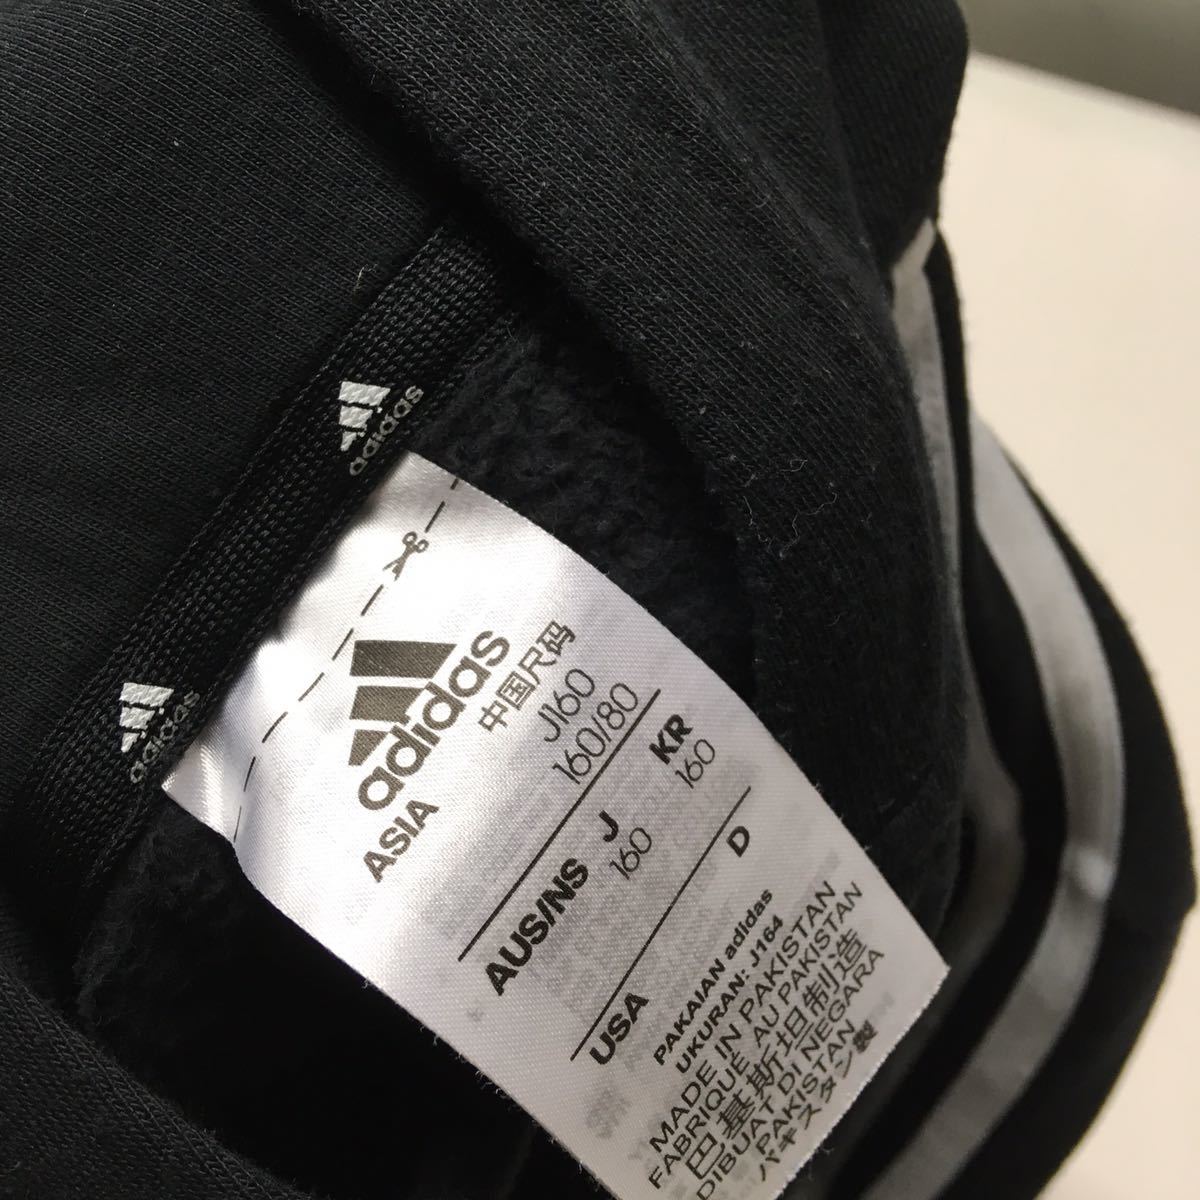 adidas
adidas
adidas
ASIA
中国尺码
J160
160/80
AUS/NS
J
160
KR
160
USA
D
PAKAIAN adidas
UKURAN: J164
MADE IN PAKISTAN
FABRIQUÉ AU PAKISTAN
巴基斯坦制造
DIBUAT DI NEGARA
PAKISTAN
パキスタン製